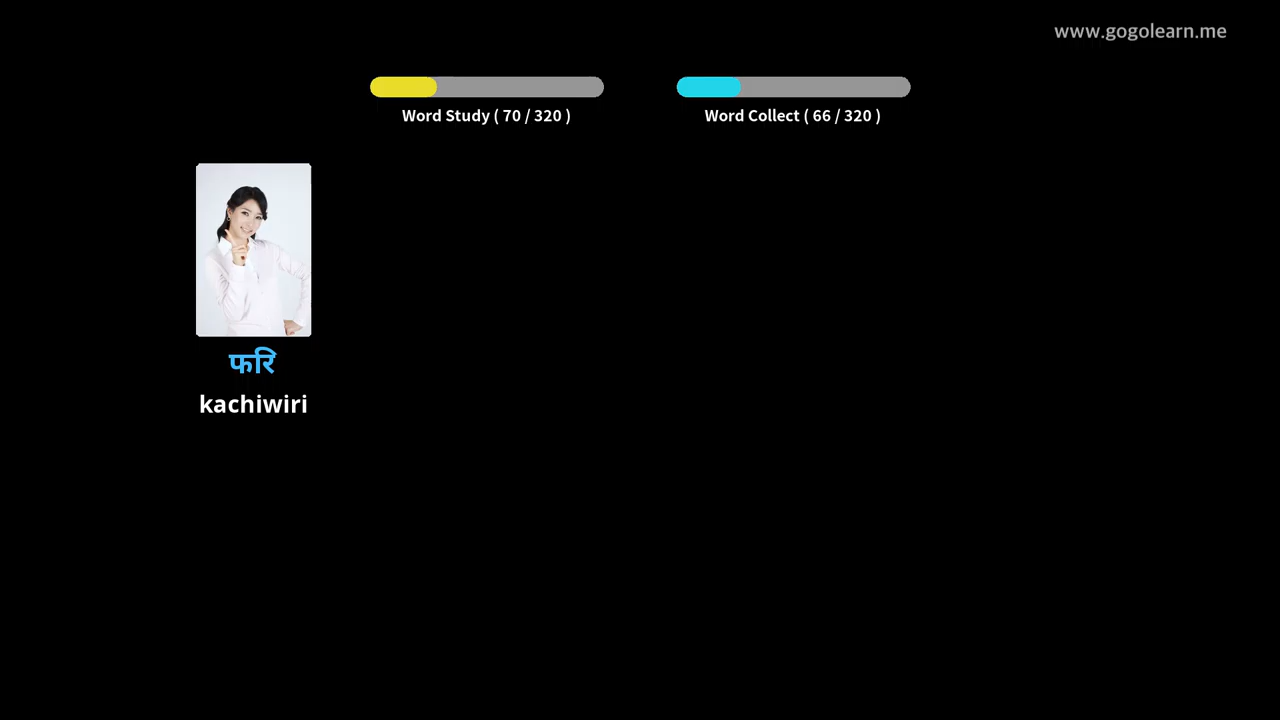 www.gogolearn.me
Word Study ( 70 / 320 )
Word Collect ( 66 / 320 )
फरि
kachiwiri